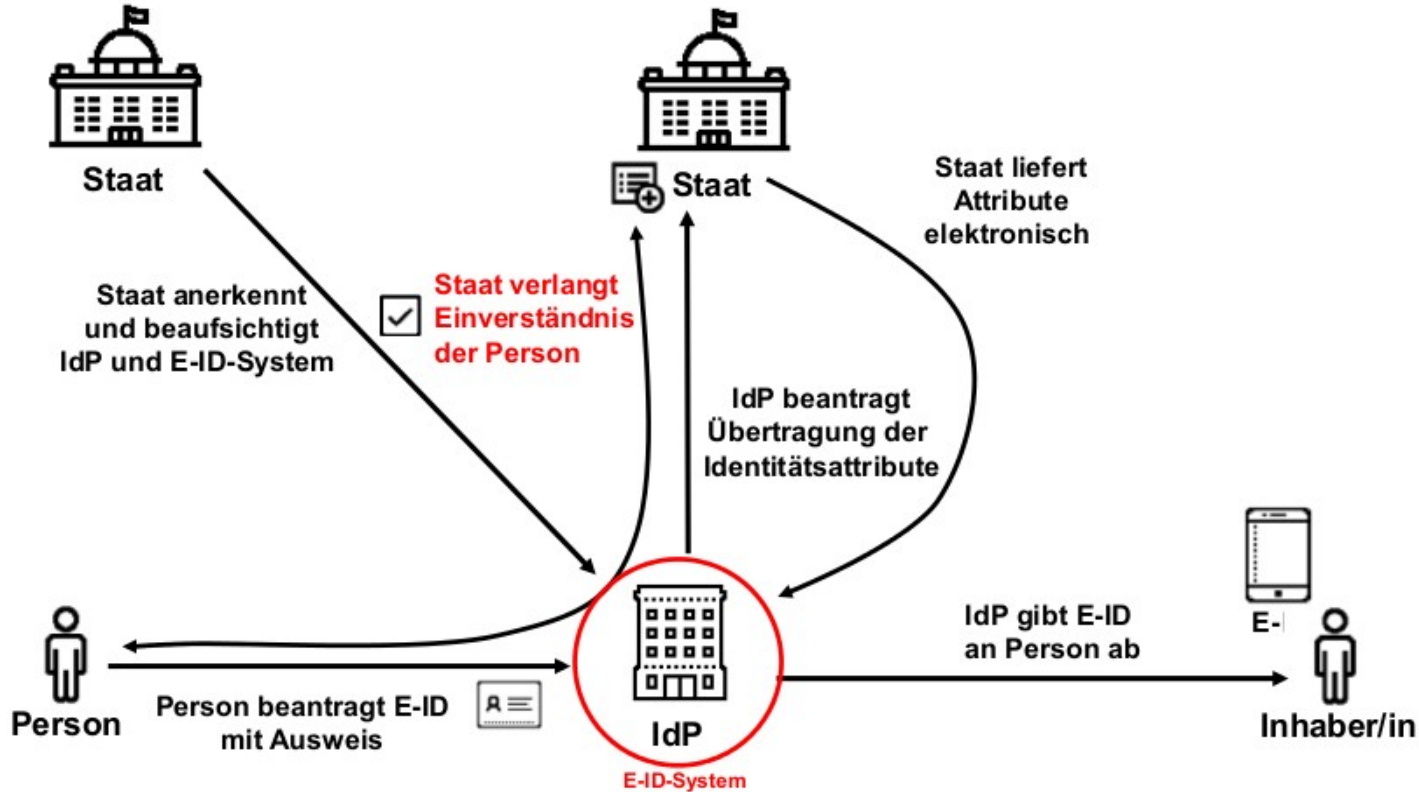 Staat
Staat
Staat liefert
Attribute
elektronisch
Staat anerkennt
und beaufsichtigt
IdP und E-ID-System
Staat verlangt
Einverständnis
der Person
IdP beantragt
Übertragung der
Identitätsattribute
Person
Person beantragt E-ID
mit Ausweis
IdP
E-ID-System
IdP gibt E-ID
an Person ab
E-
Inhaber/in